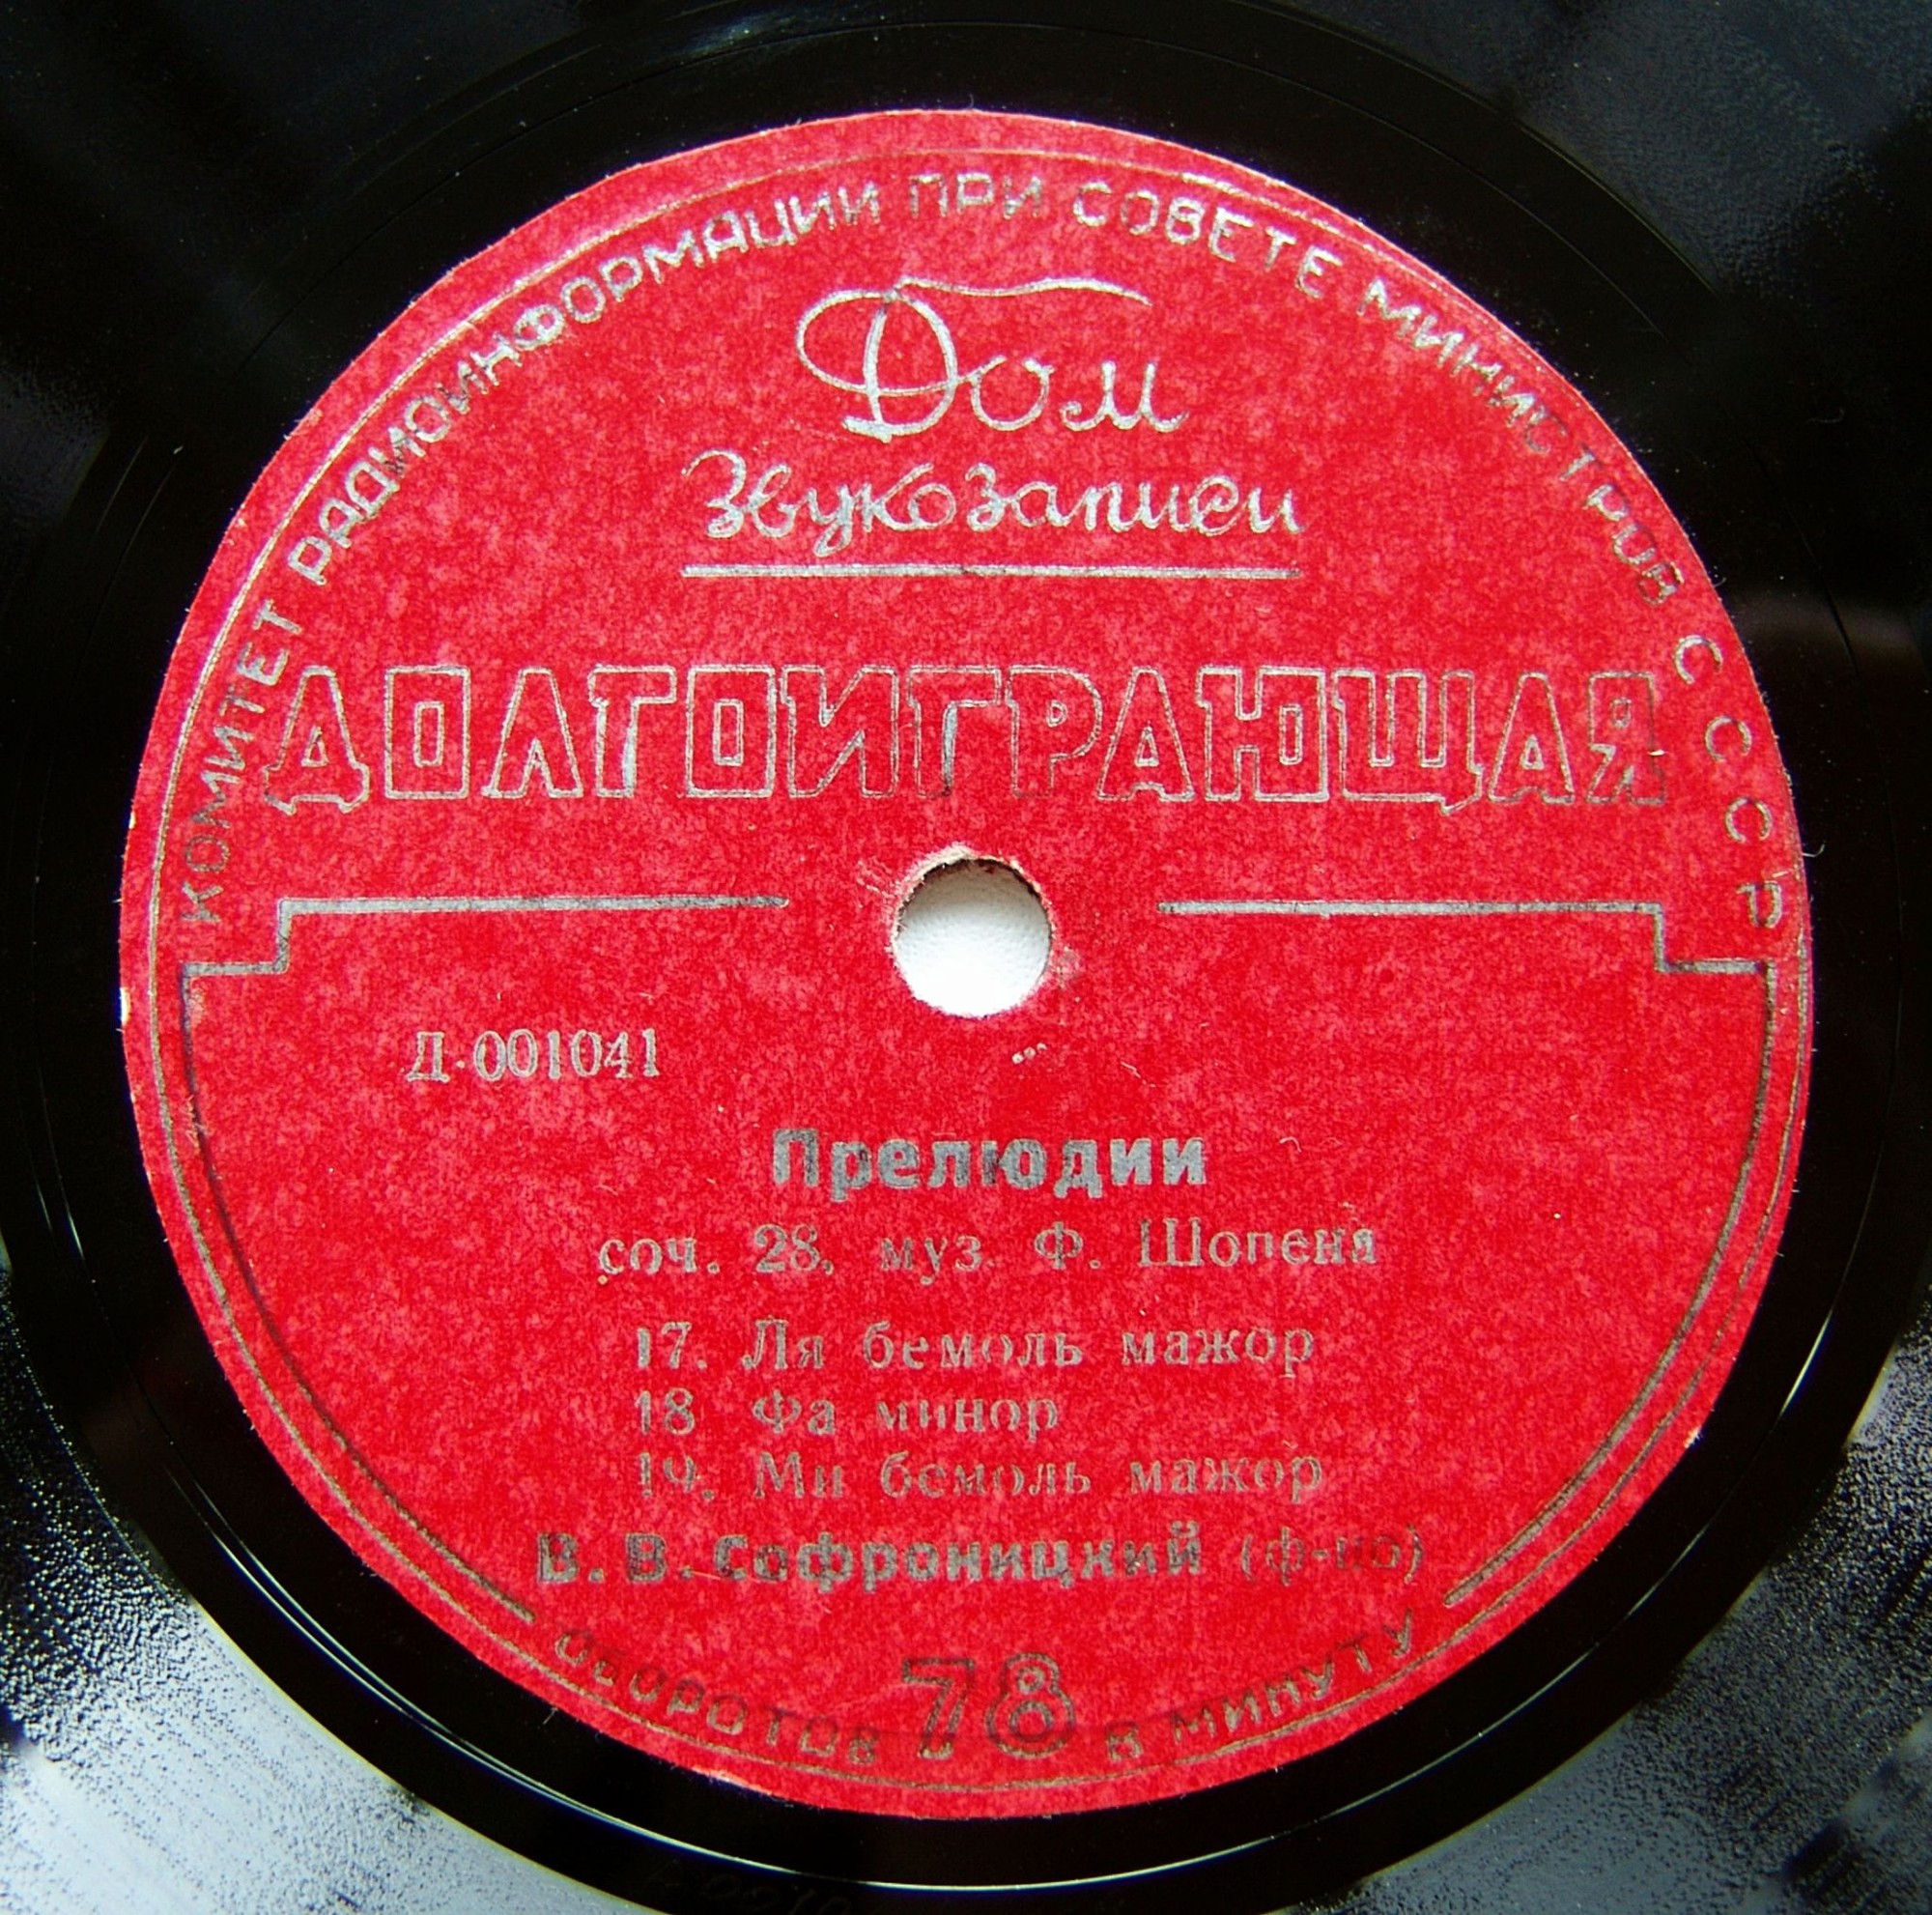 КОМИТЕТ РАДИОИНФОРМАЦИИ ПРИ СОВЕТЕ МИНИСТРОВ СССР
Дом
Звукозаписи
ДОЛГОИГРАЮЩАЯ
Д-001041
Прелюдии
соч. 28, муз. Ф. Шопена
17. Ля бемоль мажор
18 Фа минор
19. Ми бемоль мажор
В. В. Софроницкий (ф-но)
78
ОБОРОТОВ В МИНУТУ